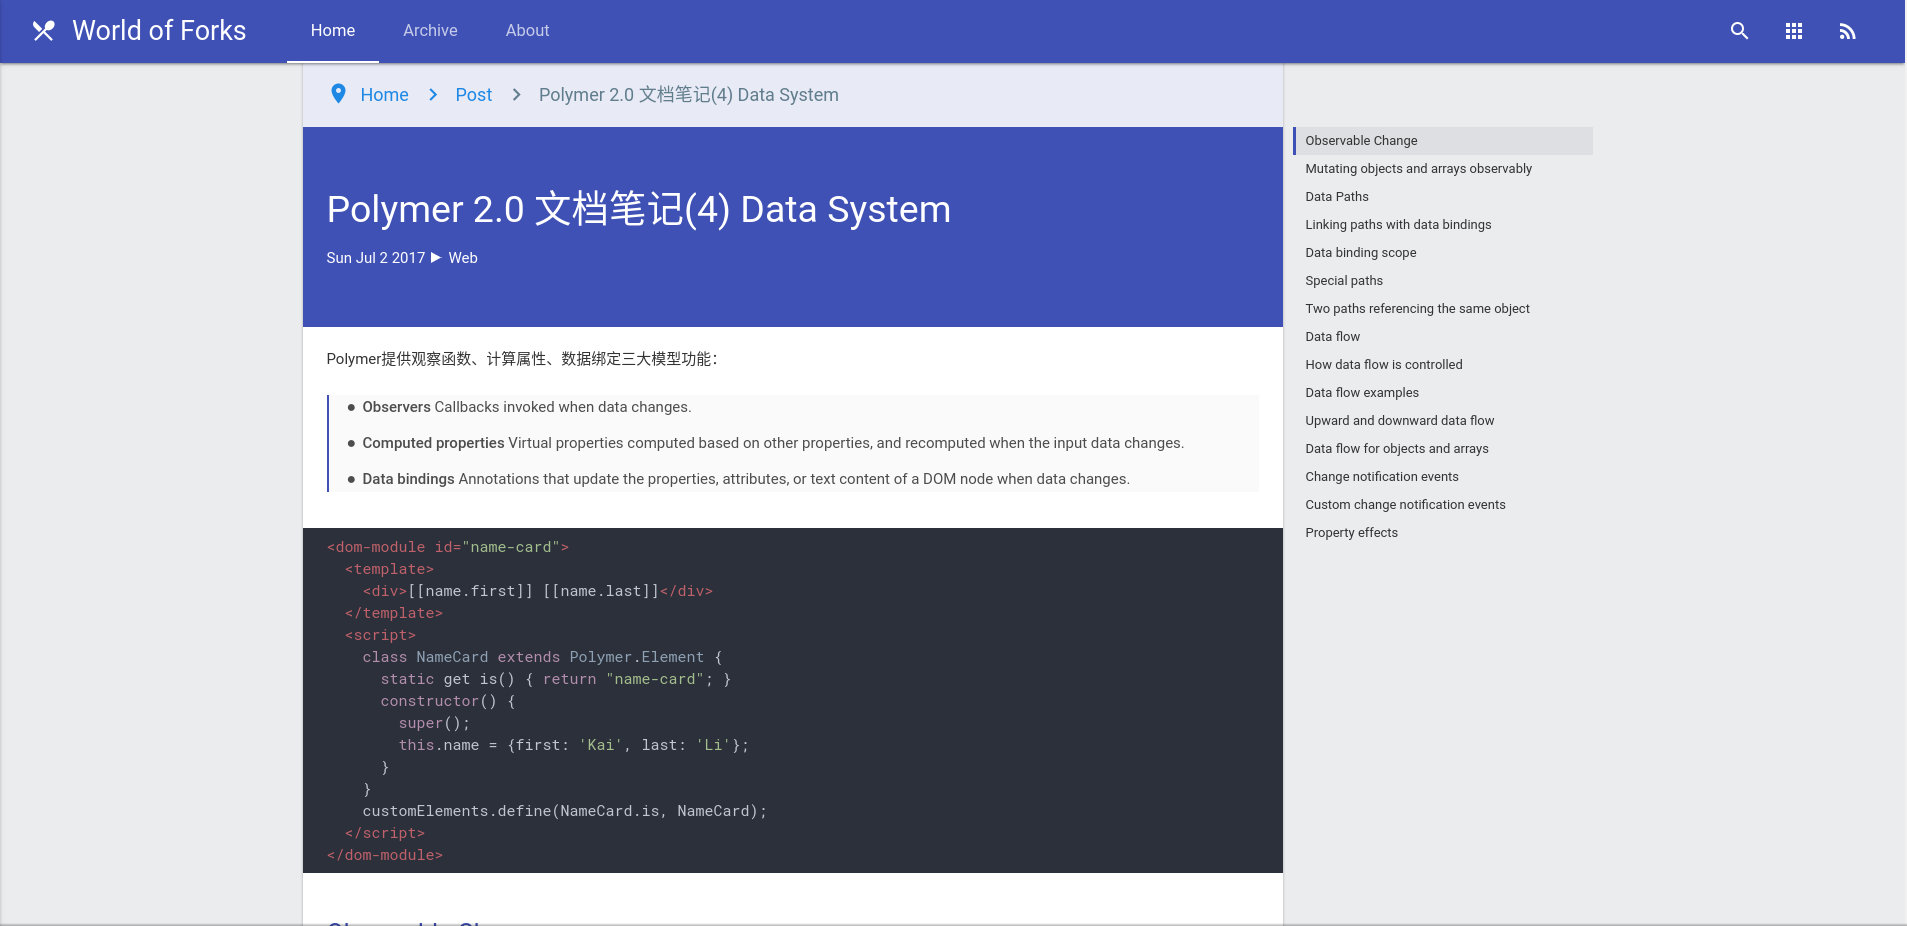 World of Forks
Home
Archive
About
Home > Post > Polymer 2.0 文档笔记(4) Data System
Polymer 2.0 文档笔记(4) Data System
Sun Jul 2 2017 ▶ Web
Polymer提供观察函数、计算属性、数据绑定三大模型功能：
● Observers Callbacks invoked when data changes.
● Computed properties Virtual properties computed based on other properties, and recomputed when the input data changes.
● Data bindings Annotations that update the properties, attributes, or text content of a DOM node when data changes.
<dom-module id="name-card">
  <template>
    <div>[[name.first]] [[name.last]]</div>
  </template>
  <script>
    class NameCard extends Polymer.Element {
      static get is() { return "name-card"; }
      constructor() {
        super();
        this.name = {first: 'Kai', last: 'Li'};
      }
    }
    customElements.define(NameCard.is, NameCard);
  </script>
</dom-module>
Observable Change
Mutating objects and arrays observably
Data Paths
Linking paths with data bindings
Data binding scope
Special paths
Two paths referencing the same object
Data flow
How data flow is controlled
Data flow examples
Upward and downward data flow
Data flow for objects and arrays
Change notification events
Custom change notification events
Property effects